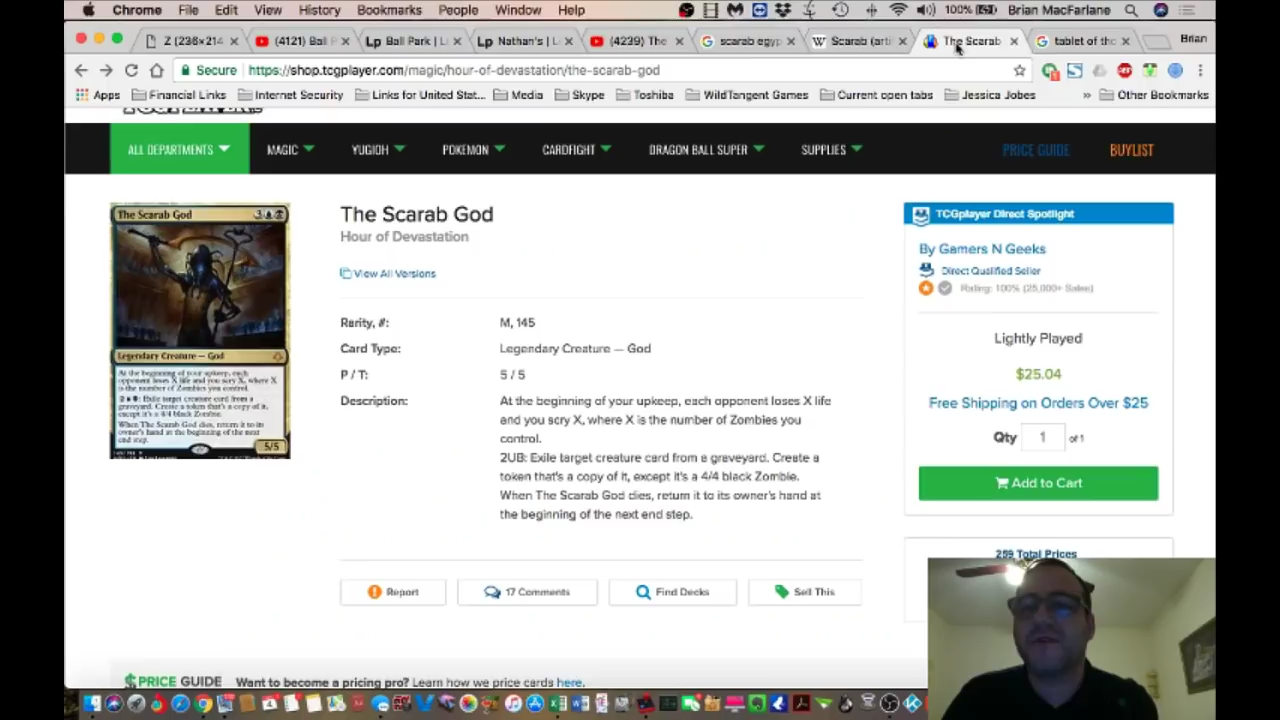 Chrome File Edit View History Bookmarks People Window Help 100% Brian MacFarlane
Z (236×214 (4121) Ball P Ball Park | Li Nathan's | L (4239) The scarab egyp Scarab (arti The Scarab tablet of the Brian
Secure https://shop.tcgplayer.com/magic/hour-of-devastation/the-scarab-god
Apps Financial Links Internet Security Links for United Stat... Media Skype Toshiba WildTangent Games Current open tabs Jessica Jobes » Other Bookmarks
ALL DEPARTMENTS MAGIC YUGIOH POKEMON CARDFIGHT DRAGON BALL SUPER SUPPLIES PRICE GUIDE BUYLIST
The Scarab God
Legendary Creature — God
At the beginning of your upkeep, each
opponent loses X life and you scry X, where X
is the number of Zombies you control.
Exile target creature card from a
graveyard. Create a token that's a copy of it,
except it's a 4/4 black Zombie.
When The Scarab God dies, return it to its
owner's hand at the beginning of the next
end step.
5/5
The Scarab God
Hour of Devastation
View All Versions
Rarity, #: M, 145
Card Type: Legendary Creature — God
P / T: 5 / 5
Description: At the beginning of your upkeep, each opponent loses X life
and you scry X, where X is the number of Zombies you
control.
2UB: Exile target creature card from a graveyard. Create a
token that's a copy of it, except it's a 4/4 black Zombie.
When The Scarab God dies, return it to its owner's hand at
the beginning of the next end step.
Report 17 Comments Find Decks Sell This
TCGplayer Direct Spotlight
By Gamers N Geeks
Direct Qualified Seller
Rating: 100% (25,000+ Sales)
Lightly Played
$25.04
Free Shipping on Orders Over $25
Qty 1 of 1
Add to Cart
259 Total Prices
$ PRICE GUIDE Want to become a pricing pro? Learn how we price cards here.